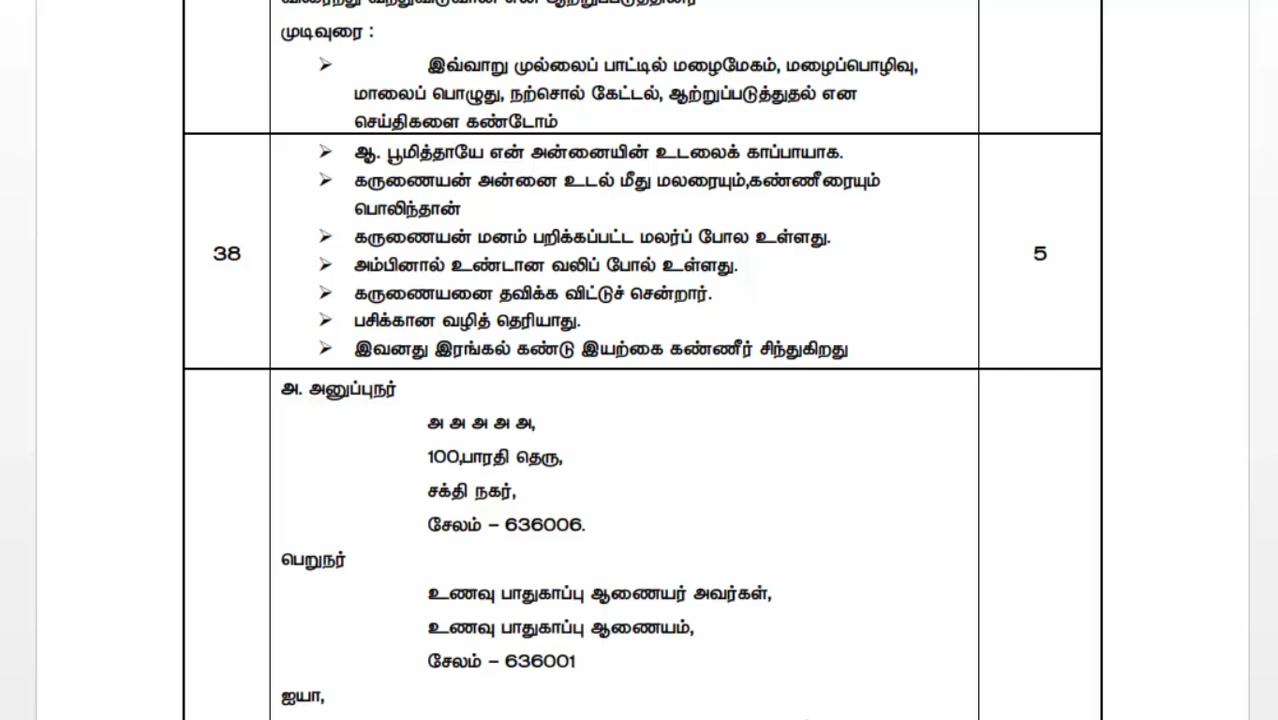 முடிவுரை :
➢ இவ்வாறு முல்லைப் பாட்டில் மழைமேகம், மழைப்பொழிவு,
மாலைப் பொழுது, நற்சொல் கேட்டல், ஆற்றுப்படுத்துதல் என
செய்திகளை கண்டோம்
➢ ஆ. பூமித்தாயே என் அன்னையின் உடலைக் காப்பாயாக.
➢ கருணையன் அன்னை உடல் மீது மலரையும்,கண்ணீரையும்
பொலிந்தான்
➢ கருணையன் மனம் பறிக்கப்பட்ட மலர்ப் போல உள்ளது.
38
5
➢ அம்பினால் உண்டான வலிப் போல் உள்ளது.
➢ கருணையனை தவிக்க விட்டுச் சென்றார்.
➢ பசிக்கான வழித் தெரியாது.
➢ இவனது இரங்கல் கண்டு இயற்கை கண்ணீர் சிந்துகிறது
அ. அனுப்புநர்
அ அ அ அ அ,
100,பாரதி தெரு,
சக்தி நகர்,
சேலம் – 636006.
பெறுநர்
உணவு பாதுகாப்பு ஆணையர் அவர்கள்,
உணவு பாதுகாப்பு ஆணையம்,
சேலம் – 636001
ஐயா,